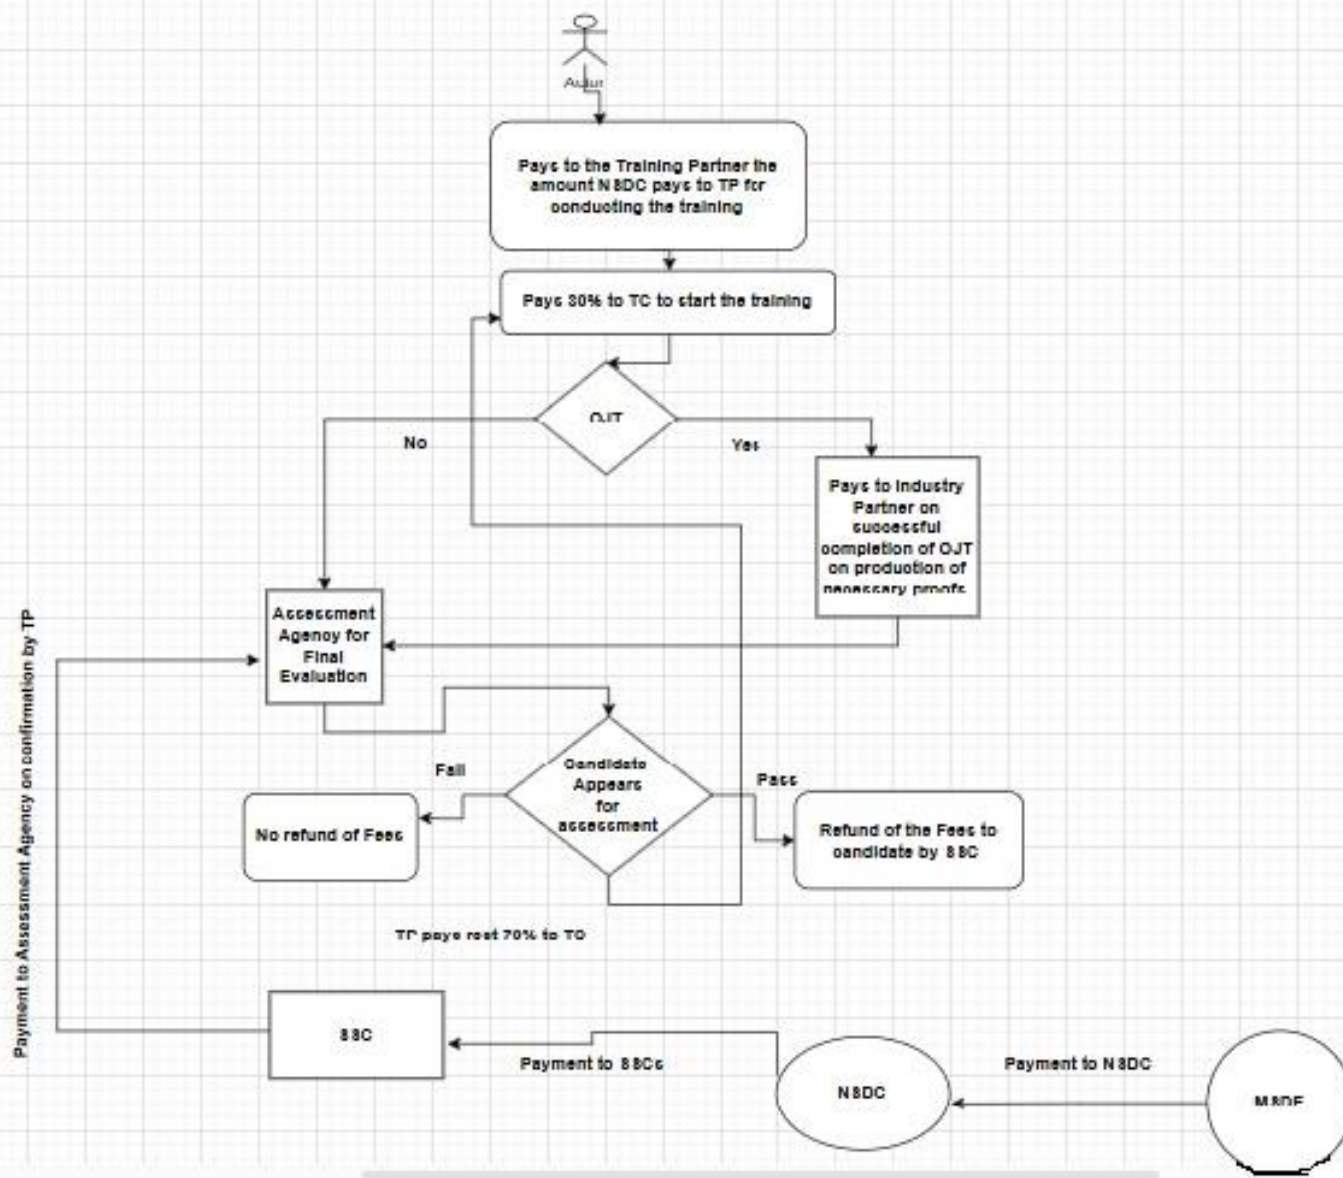 Pays to the Training Partner the
amount NSDC pays to TP for
conducting the training
Pays 30% to TC to start the training
OJT
No
Yes
Pays to Industry
Partner on
successful
completion of OJT
on production of
necessary proofs.
Assessment
Agency for
Final
Evaluation
Payment to Assessment Agency on confirmation by TP
Candidate
Appears
for
assessment
Fail
Pass
No refund of Fees
Refund of the Fees to
candidate by SSC
TP pays rest 70% to TC
SSC
Payment to SSCs
NSDC
Payment to NSDC
MSDE